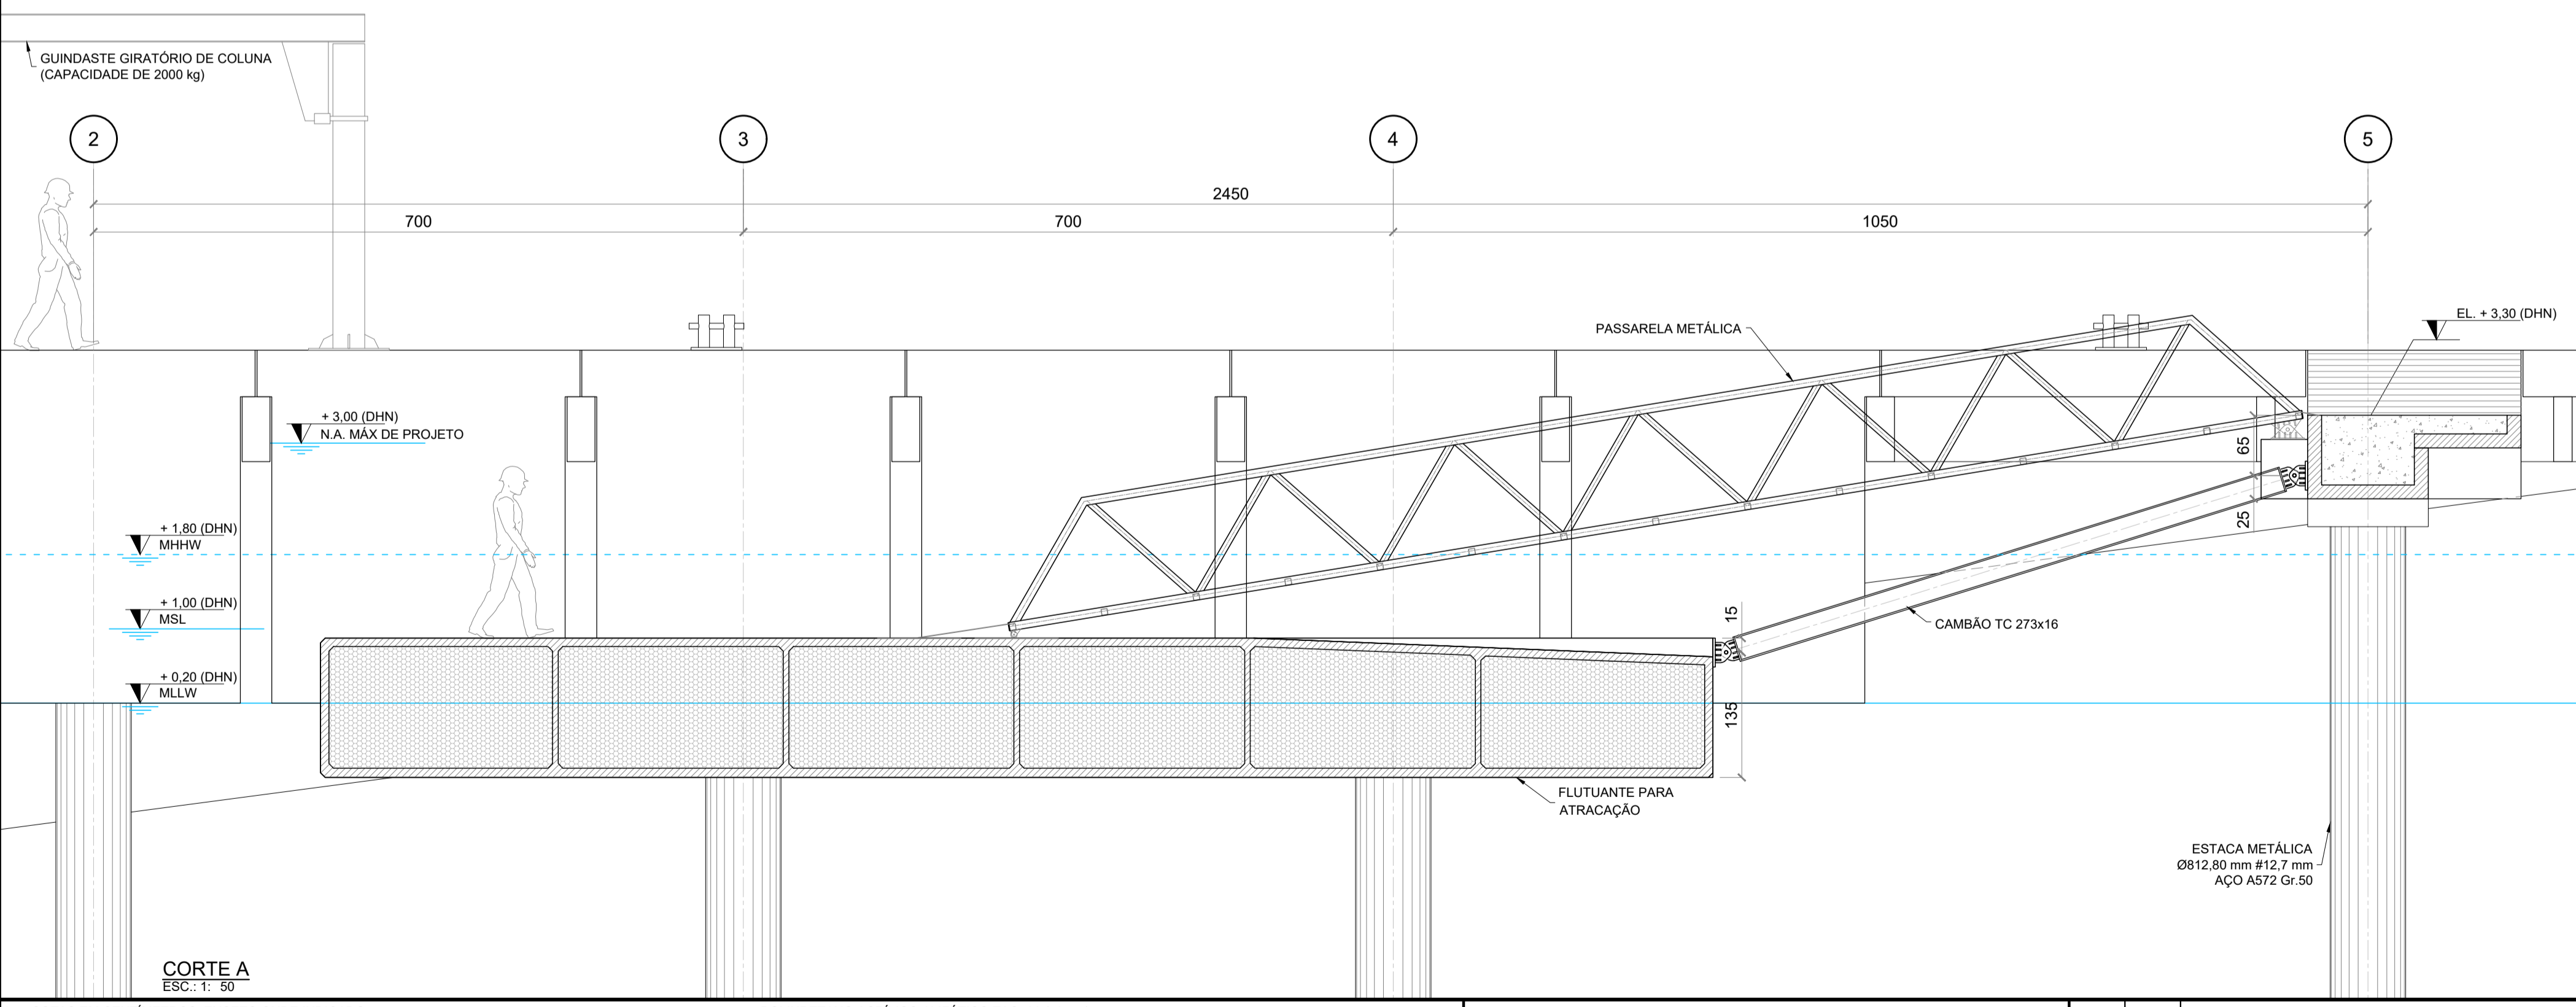 GUINDASTE GIRATÓRIO DE COLUNA
(CAPACIDADE DE 2000 kg)
2
3
4
5
2450
700
700
1050
PASSARELA METÁLICA
EL. + 3,30 (DHN)
+ 3,00 (DHN)
N.A. MÁX DE PROJETO
65
25
+ 1,80 (DHN)
MHHW
+ 1,00 (DHN)
MSL
15
CAMBÃO TC 273x16
+ 0,20 (DHN)
MLLW
135
FLUTUANTE PARA
ATRACAÇÃO
ESTACA METÁLICA
Ø812,80 mm #12,7 mm
AÇO A572 Gr.50
CORTE A
ESC.: 1: 50